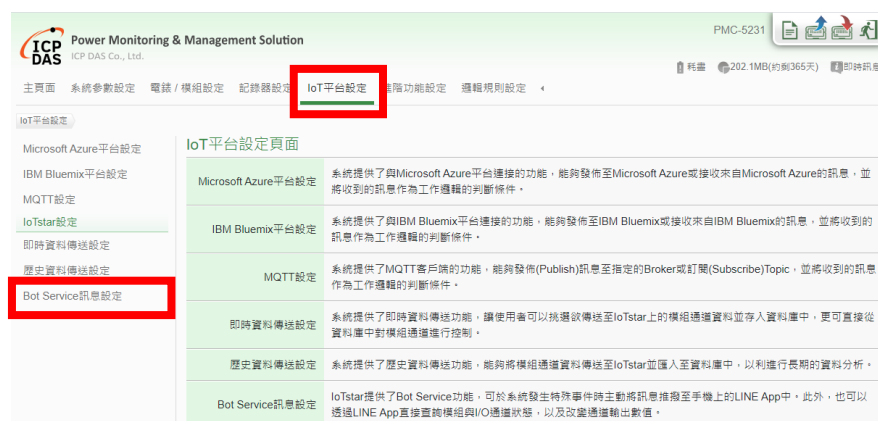 PMC-5231
ICP DAS
Power Monitoring & Management Solution
ICP DAS Co., Ltd.
耗盡 202.1MB(約剩365天) 即時訊息
主頁面 系統參數設定 電錶 / 模組設定 記錄器設定 IoT平台設定 進階功能設定 邏輯規則設定
IoT平台設定
Microsoft Azure平台設定
IBM Bluemix平台設定
MQTT設定
IoTstar設定
即時資料傳送設定
歷史資料傳送設定
Bot Service訊息設定
IoT平台設定頁面
Microsoft Azure平台設定
系統提供了與Microsoft Azure平台連接的功能，能夠發佈至Microsoft Azure或接收來自Microsoft Azure的訊息，並
將收到的訊息作為工作邏輯的判斷條件。
IBM Bluemix平台設定
系統提供了與IBM Bluemix平台連接的功能，能夠發佈至IBM Bluemix或接收來自IBM Bluemix的訊息，並將收到的
訊息作為工作邏輯的判斷條件。
MQTT設定
系統提供了MQTT客戶端的功能，能夠發佈(Publish)訊息至指定的Broker或訂閱(Subscribe)Topic，並將收到的訊息
作為工作邏輯的判斷條件。
即時資料傳送設定
系統提供了即時資料傳送功能，讓使用者可以挑選欲傳送至IoTstar上的模組通道資料並存入資料庫中，更可直接從
資料庫中對模組通道進行控制。
歷史資料傳送設定
系統提供了歷史資料傳送功能，能夠將模組通道資料傳送至IoTstar並匯入至資料庫中，以利進行長期的資料分析。
Bot Service訊息設定
IoTstar提供了Bot Service功能，可於系統發生特殊事件時主動將訊息推撥至手機上的LINE App中。此外，也可以
透過LINE App直接查詢模組與I/O通道狀態，以及改變通道輸出數值。